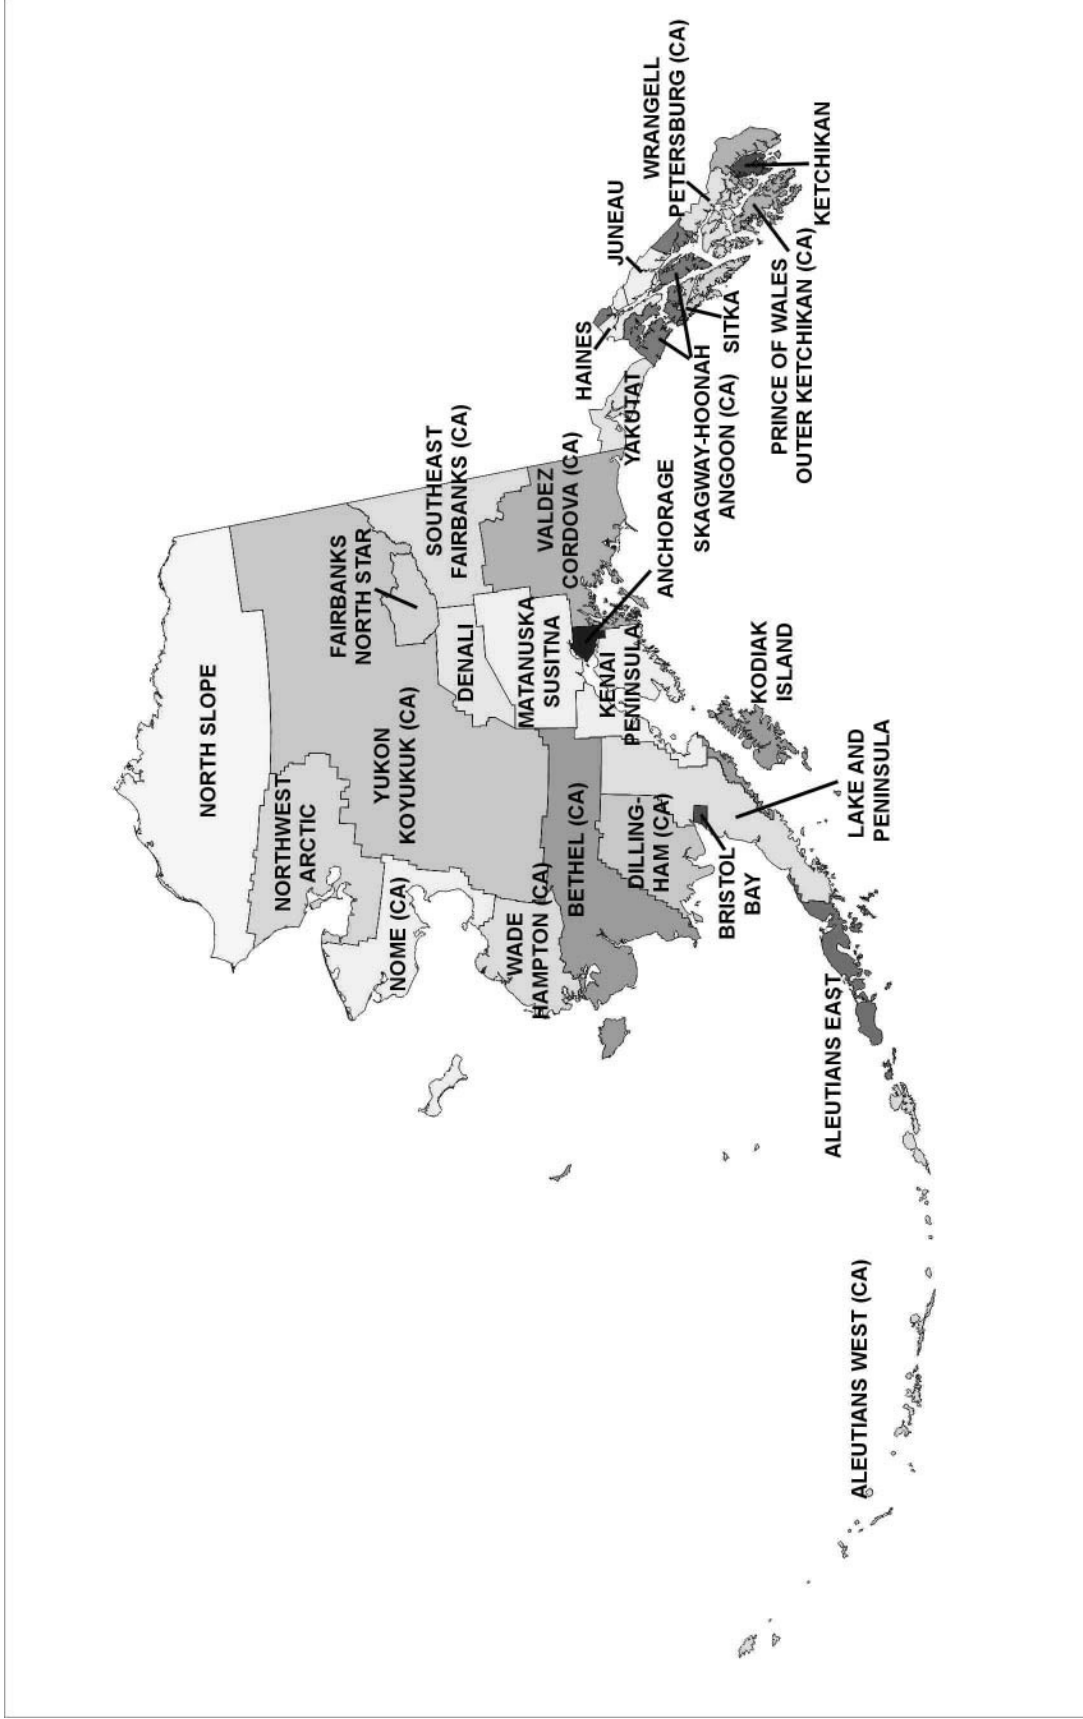 NORTH SLOPE
NORTHWEST
ARCTIC
NOME (CA)
YUKON
KOYUKUK (CA)
FAIRBANKS
NORTH STAR
SOUTHEAST
FAIRBANKS (CA)
DENALI
WADE
HAMPTON (CA)
BETHEL (CA)
MATANUSKA
SUSITNA
VALDEZ
CORDOVA (CA)
KENAI
PENINSULA
ANCHORAGE
DILLING-
HAM (CA)
BRISTOL
BAY
KODIAK
ISLAND
LAKE AND
PENINSULA
ALEUTIANS EAST
ALEUTIANS WEST (CA)
YAKUTAT
HAINES
JUNEAU
WRANGELL
PETERSBURG (CA)
SKAGWAY-HOONAH
ANGOON (CA)
SITKA
PRINCE OF WALES
OUTER KETCHIKAN (CA)
KETCHIKAN